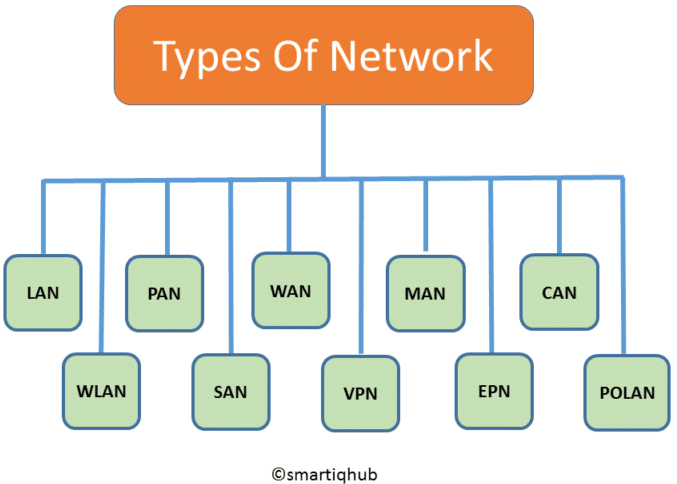 Types Of Network
LAN
PAN
WAN
MAN
CAN
WLAN
SAN
VPN
EPN
POLAN
©smartiqhub